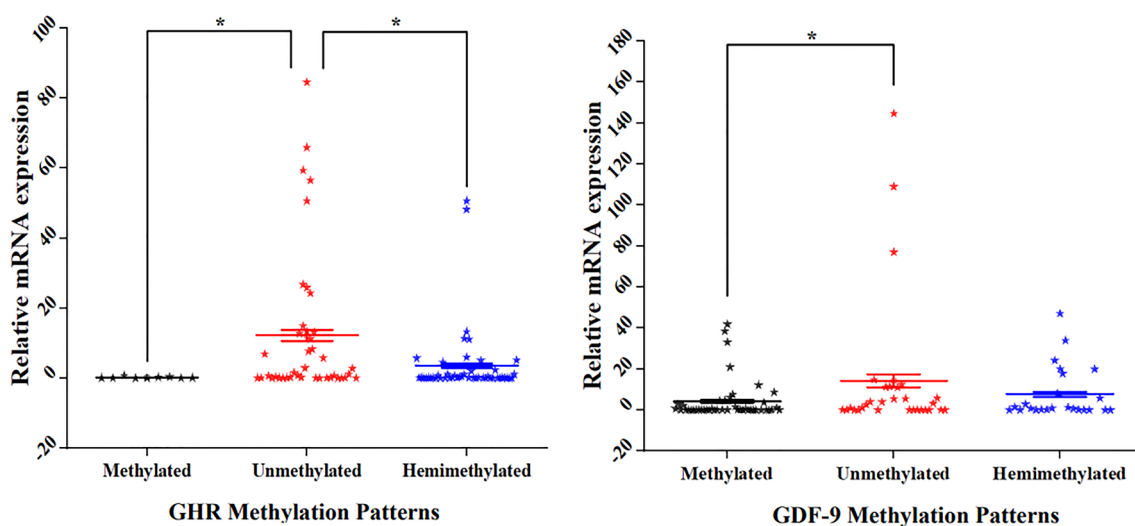 *
*
100
80
60
40
20
0
-20
Relative mRNA expression
Methylated
Unmethylated
Hemimethylated
GHR Methylation Patterns
*
180
160
140
120
100
80
60
40
20
0
-20
Relative mRNA expression
Methylated
Unmethylated
Hemimethylated
GDF-9 Methylation Patterns